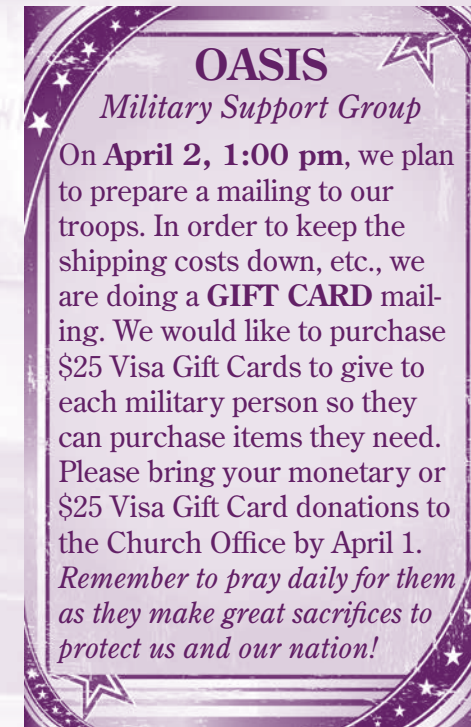 OASIS
Military Support Group
On April 2, 1:00 pm, we plan
to prepare a mailing to our
troops. In order to keep the
shipping costs down, etc., we
are doing a GIFT CARD mail-
ing. We would like to purchase
$25 Visa Gift Cards to give to
each military person so they
can purchase items they need.
Please bring your monetary or
$25 Visa Gift Card donations to
the Church Office by April 1.
Remember to pray daily for them
as they make great sacrifices to
protect us and our nation!